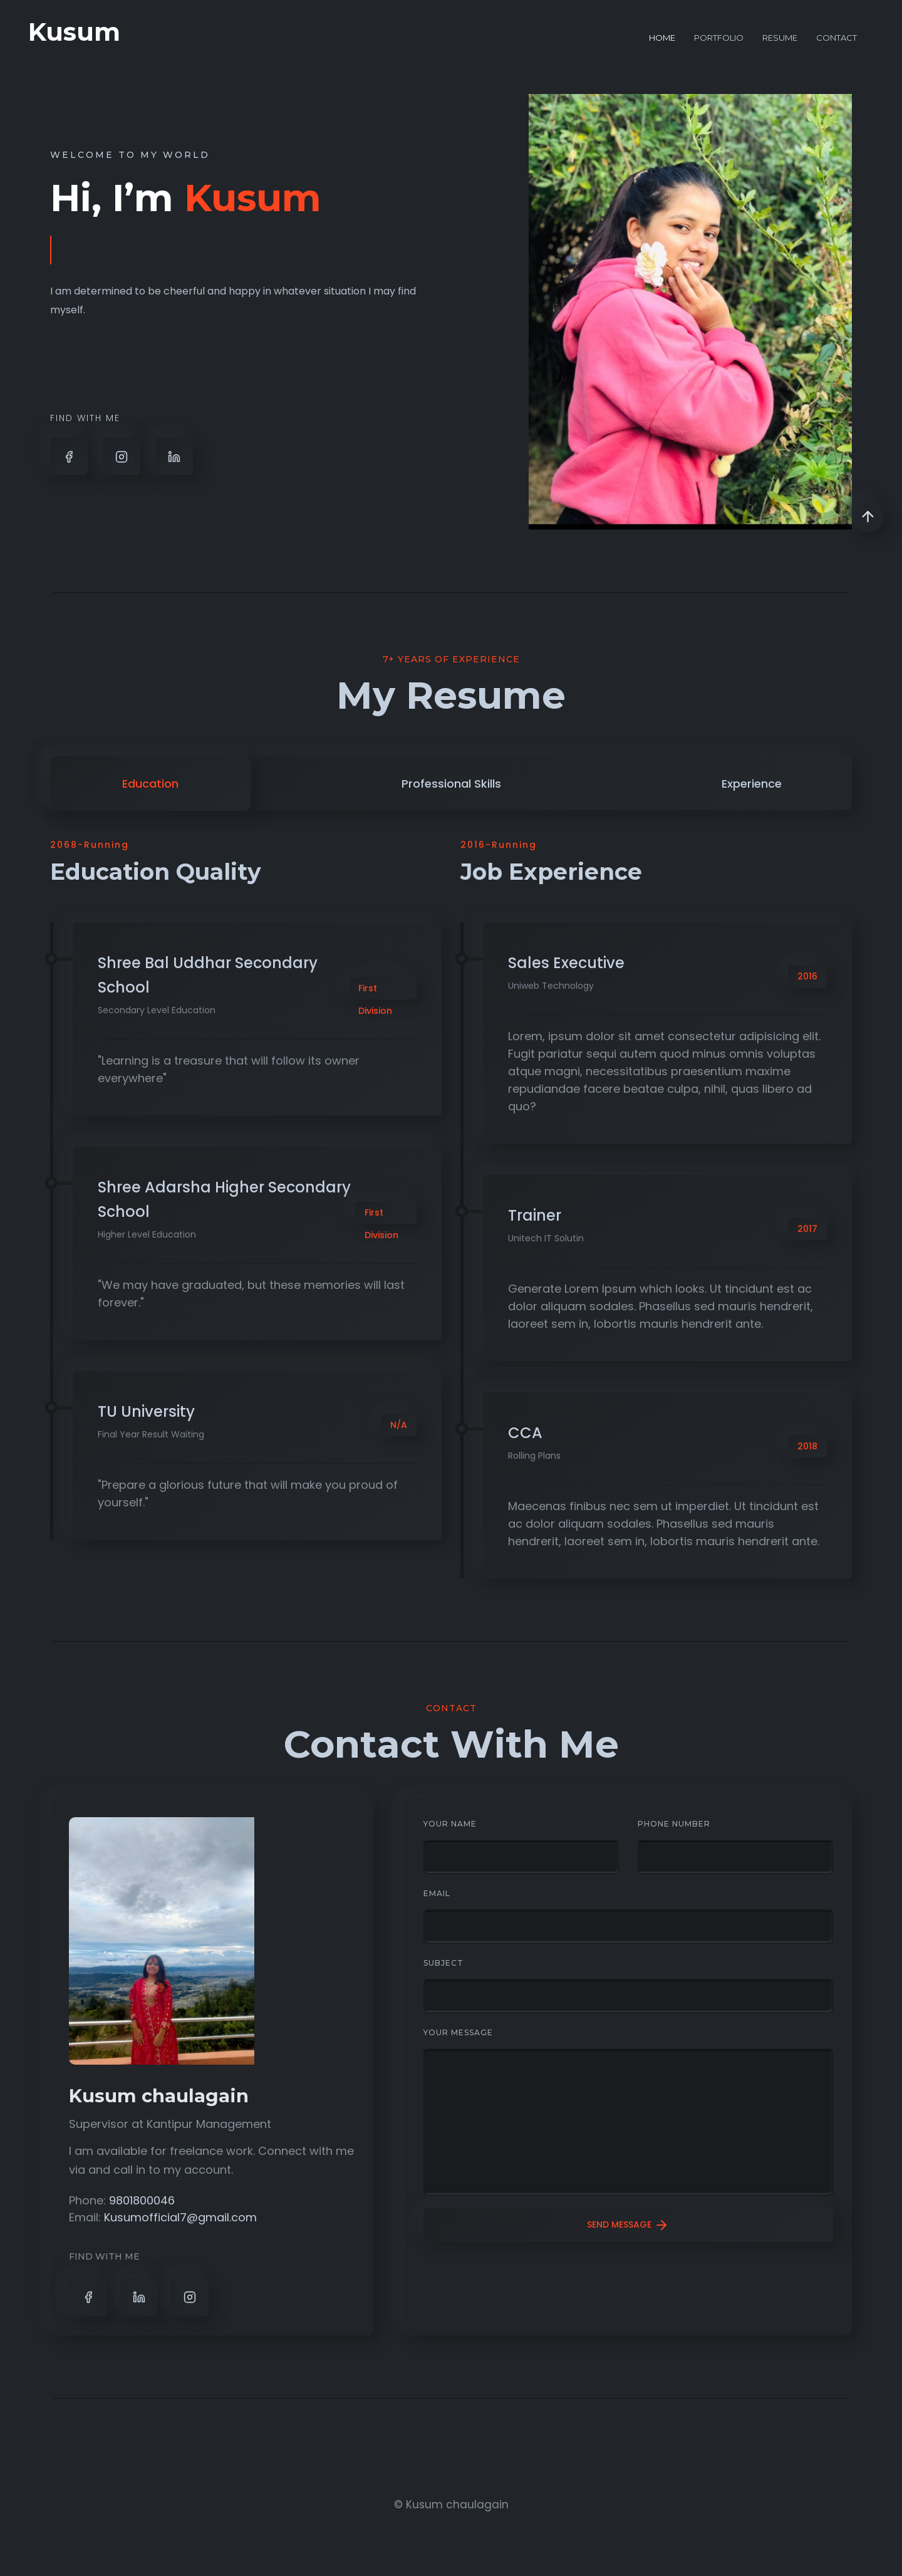 Kusum
HOME PORTFOLIO RESUME CONTACT
WELCOME TO MY WORLD
Hi, I’m Kusum
I am determined to be cheerful and happy in whatever situation I may find
myself.
FIND WITH ME
7+ YEARS OF EXPERIENCE
My Resume
Education Professional Skills Experience
2068-Running
Education Quality
Shree Bal Uddhar Secondary
School
Secondary Level Education
First
Division
"Learning is a treasure that will follow its owner
everywhere"
Shree Adarsha Higher Secondary
School
Higher Level Education
First
Division
"We may have graduated, but these memories will last
forever."
TU University
Final Year Result Waiting
N/A
"Prepare a glorious future that will make you proud of
yourself."
2016-Running
Job Experience
Sales Executive
Uniweb Technology
2016
Lorem, ipsum dolor sit amet consectetur adipisicing elit.
Fugit pariatur sequi autem quod minus omnis voluptas
atque magni, necessitatibus praesentium maxime
repudiandae facere beatae culpa, nihil, quas libero ad
quo?
Trainer
Unitech IT Solutin
2017
Generate Lorem Ipsum which looks. Ut tincidunt est ac
dolor aliquam sodales. Phasellus sed mauris hendrerit,
laoreet sem in, lobortis mauris hendrerit ante.
CCA
Rolling Plans
2018
Maecenas finibus nec sem ut imperdiet. Ut tincidunt est
ac dolor aliquam sodales. Phasellus sed mauris
hendrerit, laoreet sem in, lobortis mauris hendrerit ante.
CONTACT
Contact With Me
Kusum chaulagain
Supervisor at Kantipur Management
I am available for freelance work. Connect with me
via and call in to my account.
Phone: 9801800046
Email: Kusumofficial7@gmail.com
FIND WITH ME
YOUR NAME
PHONE NUMBER
EMAIL
SUBJECT
YOUR MESSAGE
SEND MESSAGE
© Kusum chaulagain